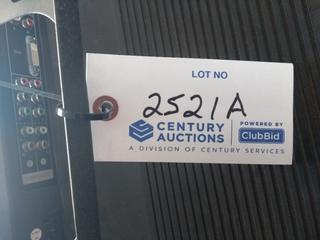 LOT NO
2521A
CENTURY AUCTIONS
POWERED BY ClubBid
A DIVISION OF CENTURY SERVICES